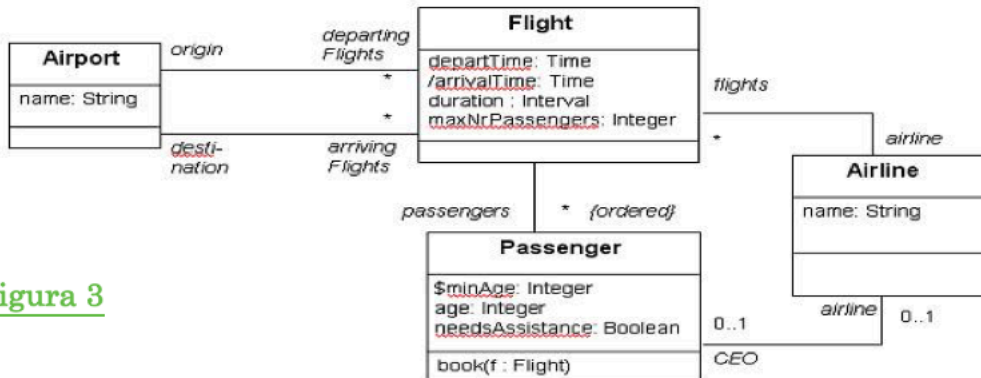 Flight
departing
Flights
origin
Airport
departTime: Time
/arrivalTime: Time
duration : Interval
maxNrPassengers: Integer
name: String
flights
*
*
*
desti-
nation
arriving
Flights
airline
Airline
name: String
passengers * {ordered}
Passenger
igura 3
$minAge: Integer
age: Integer
needsAssistance: Boolean
airline
0..1
0..1
CEO
book(f : Flight)